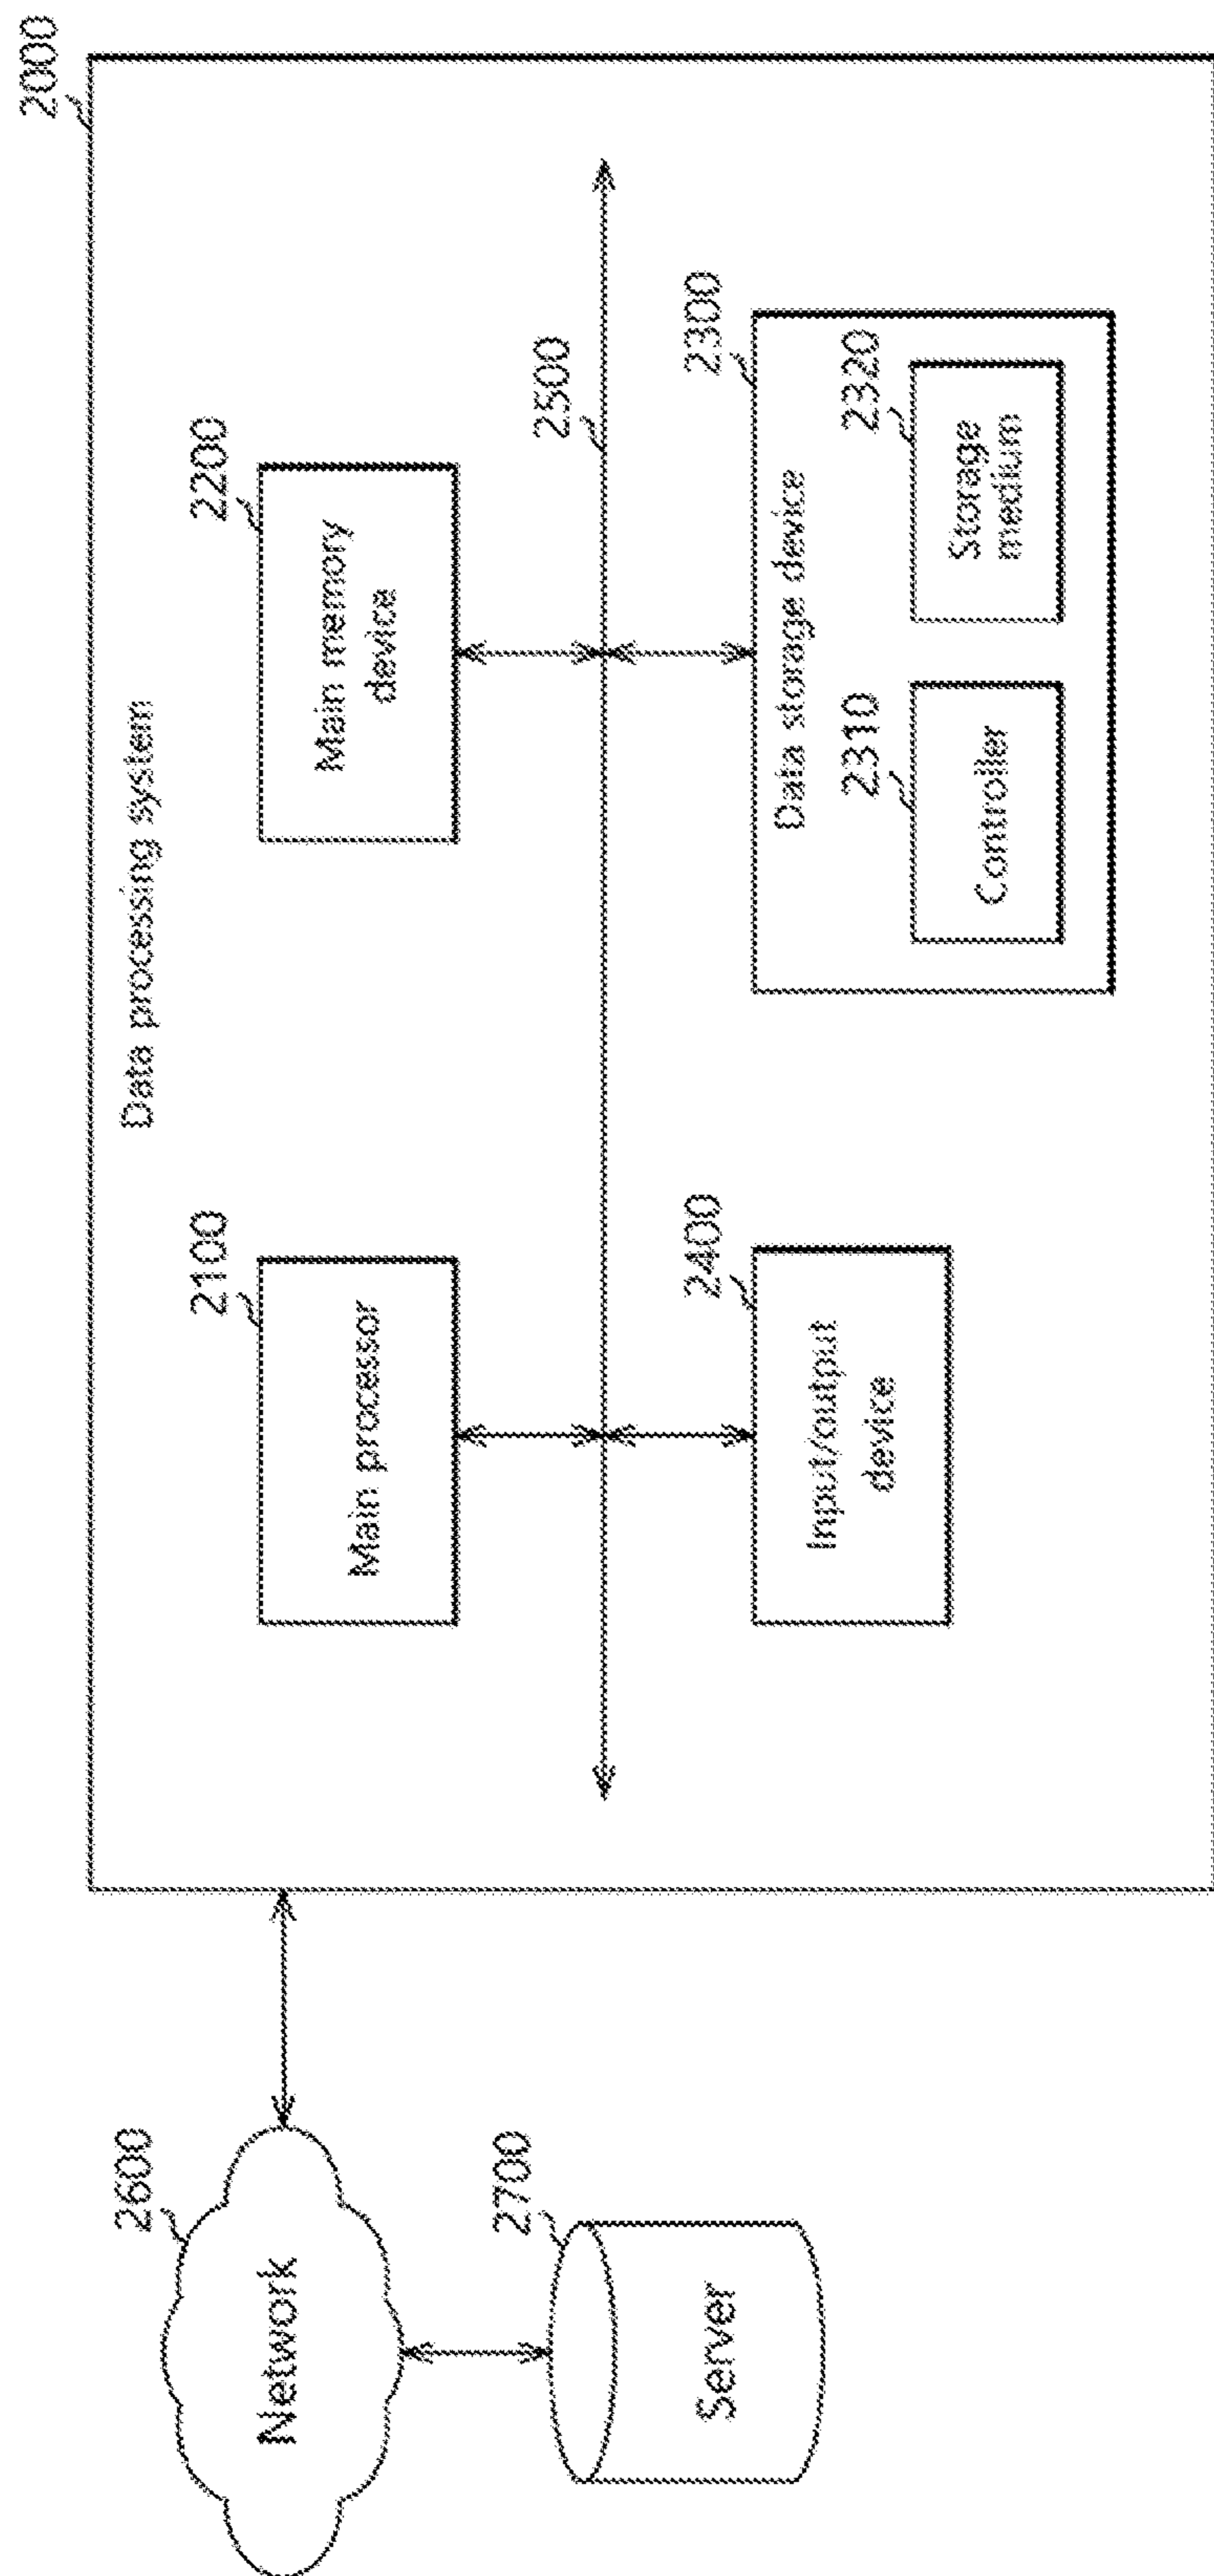 2000
Data processing system
2600
Network
2700
Server
2100
Main processor
2200
Main memory
device
2500
2400
Input/output
device
2300
Data storage device
2310
Controller
2320
Storage
medium